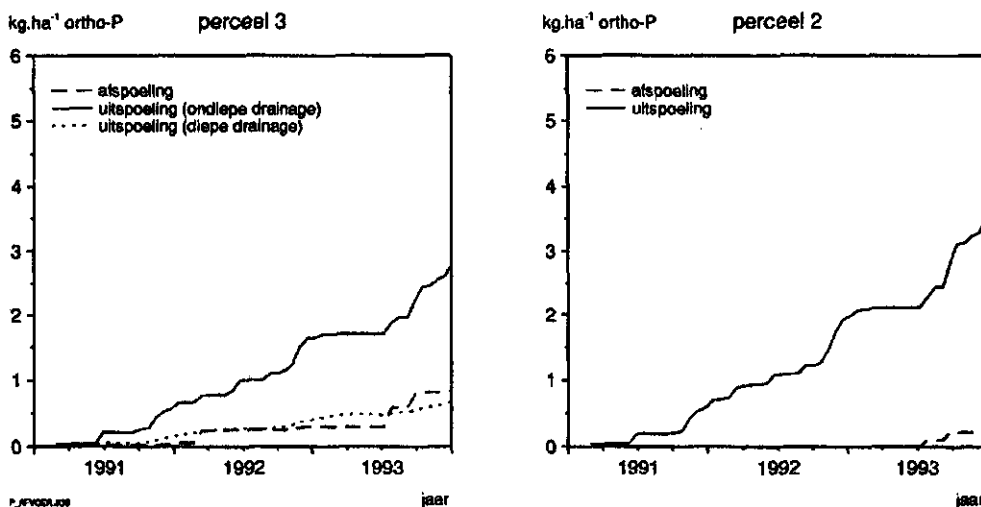 kg.ha⁻¹ ortho-P perceel 3
6
afspoeling
uitspoeling (ondiepe drainage)
uitspoeling (diepe drainage)
5
4
3
2
1
0
1991 1992 1993
jaar
kg.ha⁻¹ ortho-P perceel 2
6
afspoeling
uitspoeling
5
4
3
2
1
0
1991 1992 1993
jaar